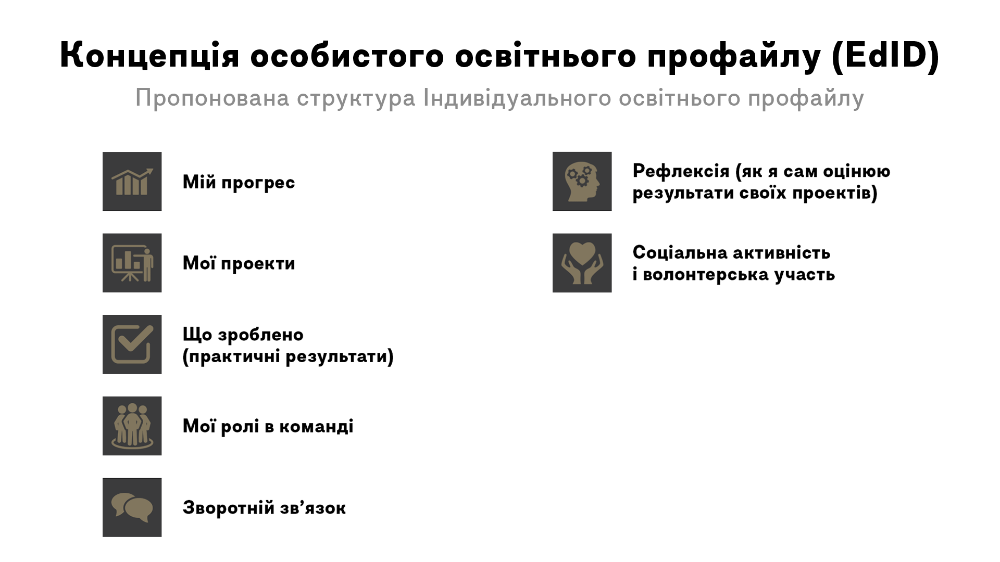 Концепція особистого освітнього профайлу (EdID)
Пропонована структура Індивідуального освітнього профайлу
Мій прогрес
Мої проекти
Що зроблено
(практичні результати)
Мої ролі в команді
Зворотній зв’язок
Рефлексія (як я сам оцінюю
результати своїх проектів)
Соціальна активність
і волонтерська участь